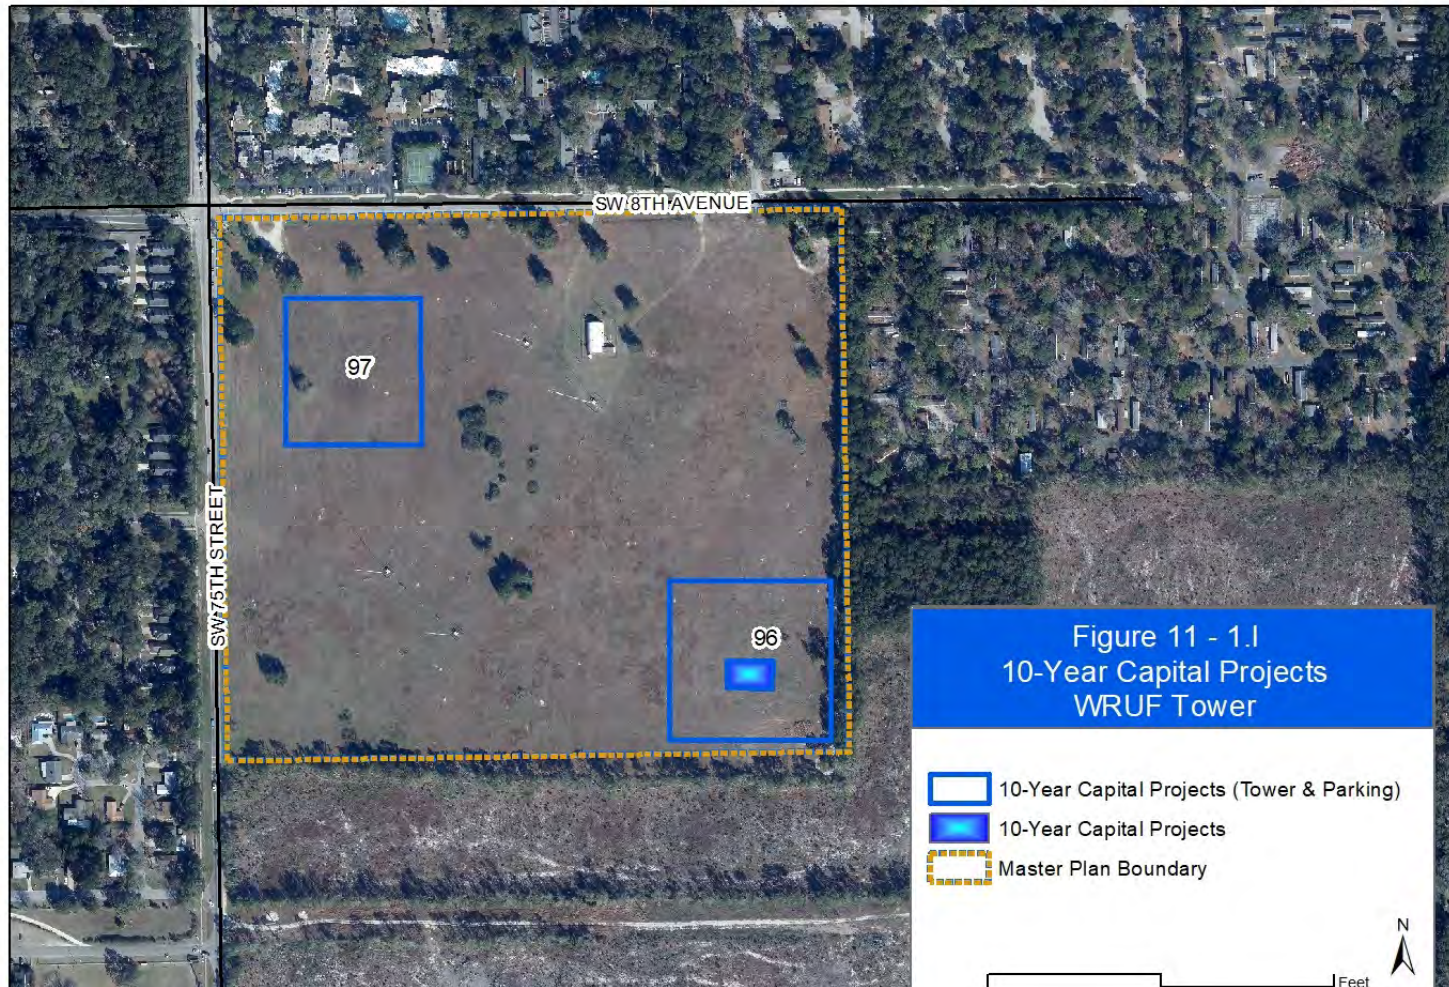 SW 8TH AVENUE
97
SW 75TH STREET
96
Figure 11 - 1.I
10-Year Capital Projects
WRUF Tower
10-Year Capital Projects (Tower & Parking)
10-Year Capital Projects
Master Plan Boundary
N
Feet